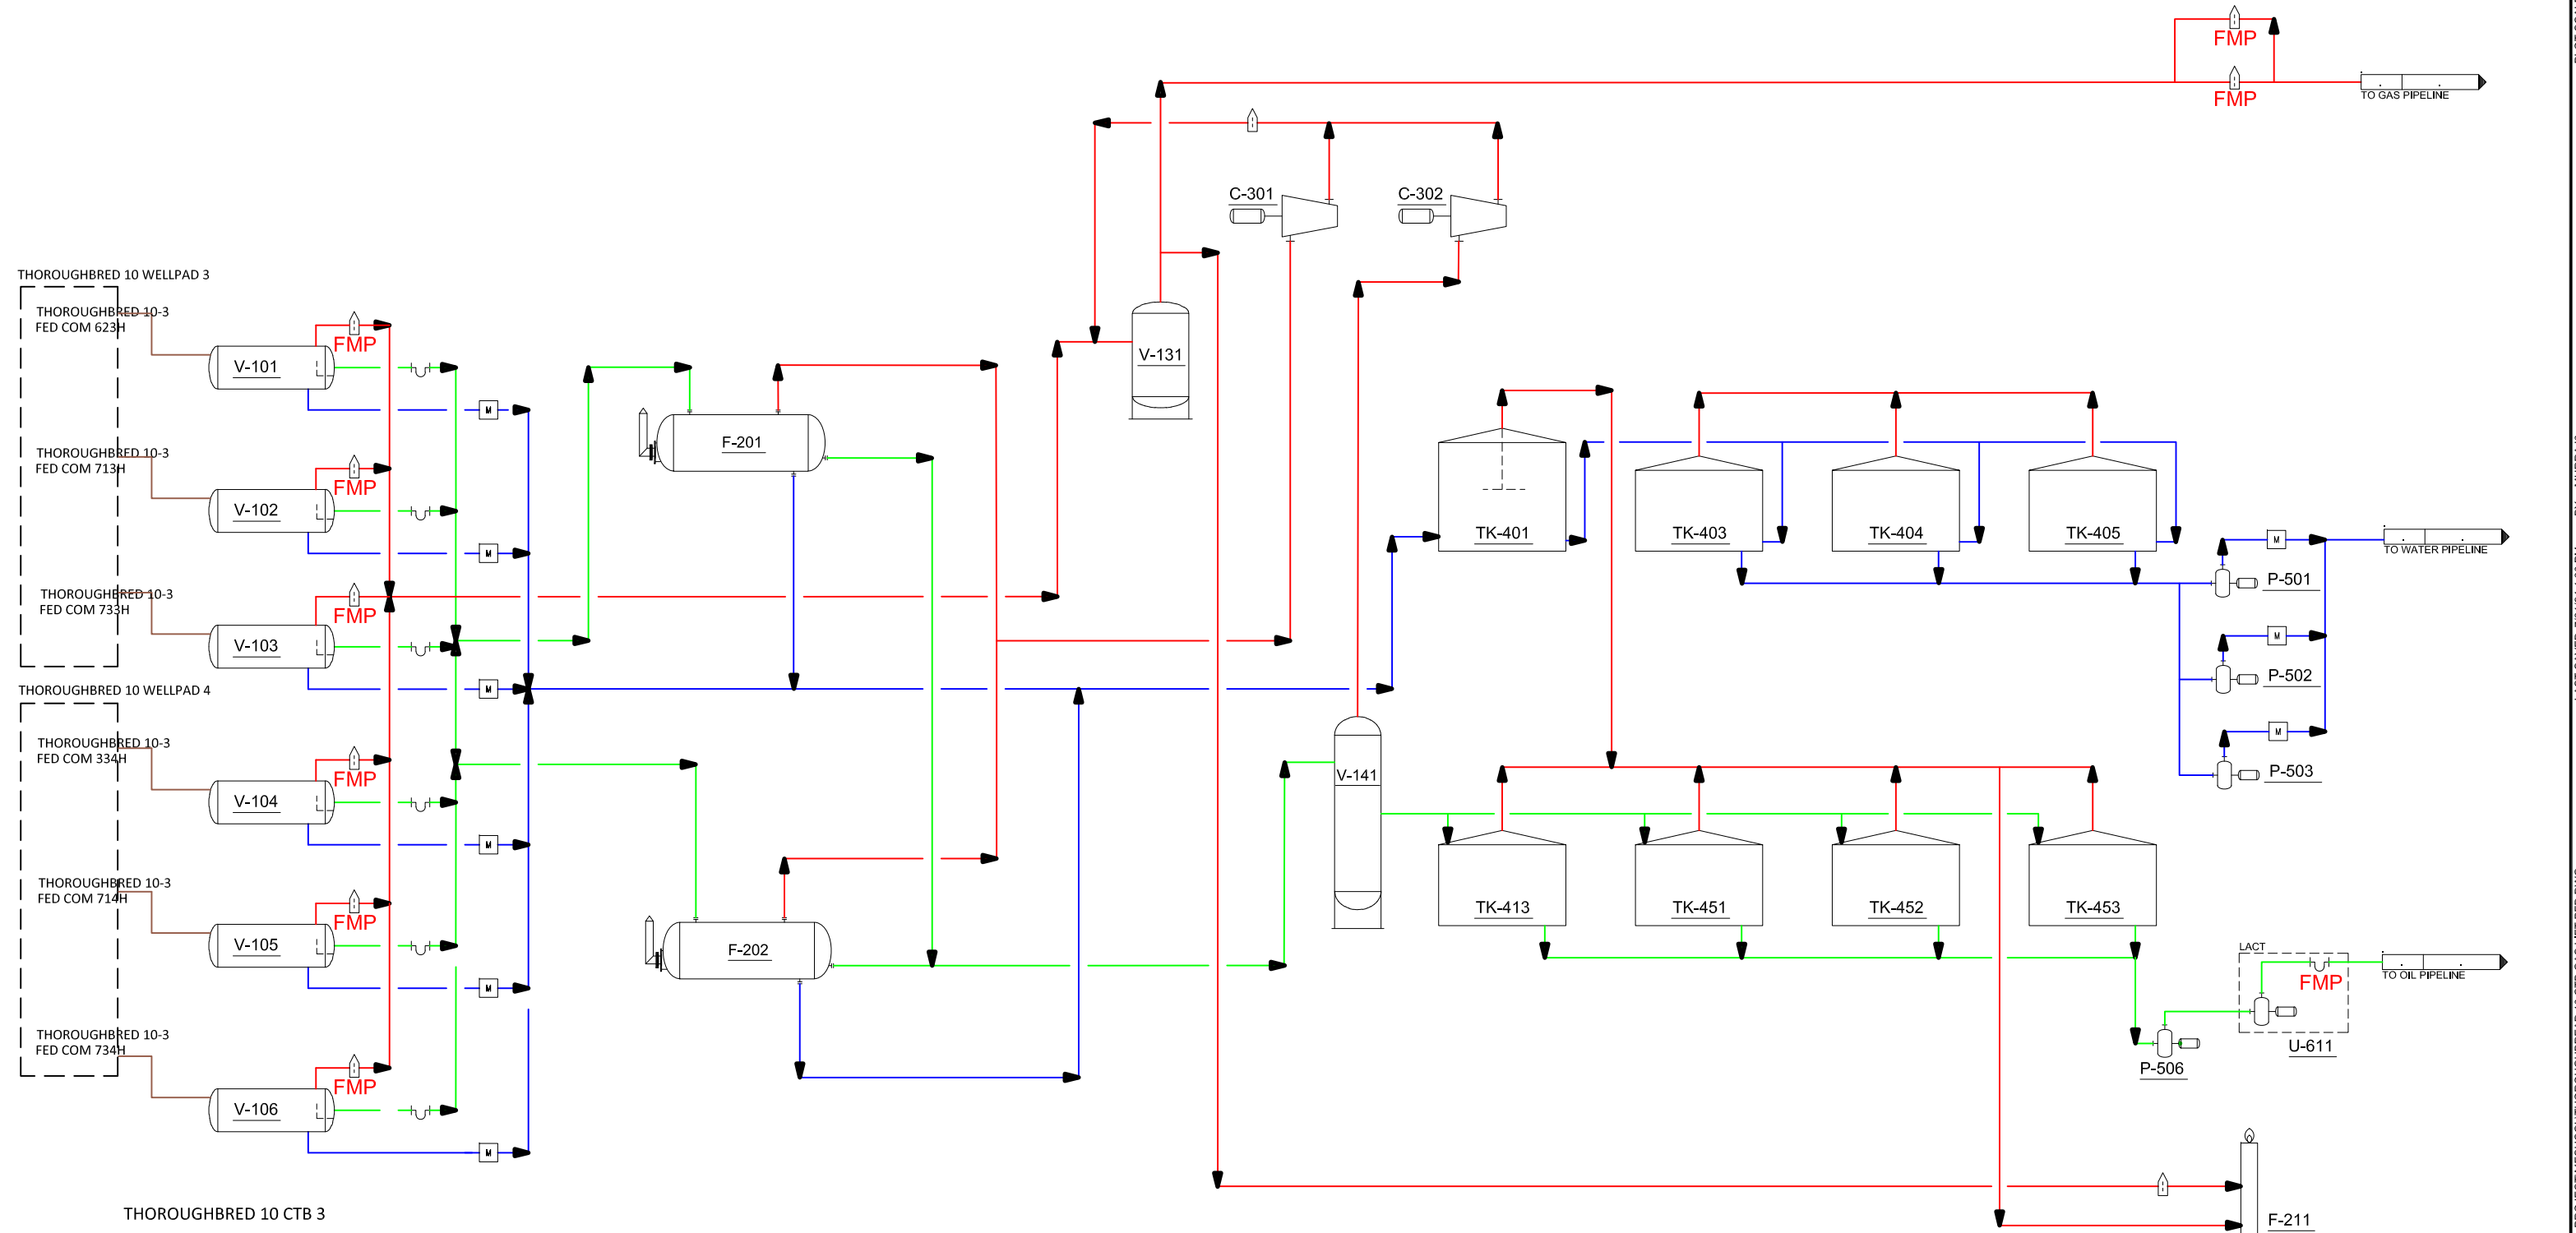 FMP
FMP
TO GAS PIPELINE
C-301
C-302
THOROUGHBRED 10 WELLPAD 3
THOROUGHBRED 10-3
FED COM 623H
FMP
V-101
M
V-131
F-201
THOROUGHBRED 10-3
FED COM 713H
FMP
V-102
M
TK-401
TK-403
TK-404
TK-405
M
TO WATER PIPELINE
P-501
THOROUGHBRED 10-3
FED COM 733H
FMP
V-103
M
M
P-502
THOROUGHBRED 10 WELLPAD 4
THOROUGHBRED 10-3
FED COM 334H
FMP
V-104
M
V-141
M
P-503
THOROUGHBRED 10-3
FED COM 714H
FMP
V-105
M
F-202
TK-413
TK-451
TK-452
TK-453
LACT
FMP
TO OIL PIPELINE
U-611
P-506
THOROUGHBRED 10-3
FED COM 734H
FMP
V-106
M
THOROUGHBRED 10 CTB 3
F-211